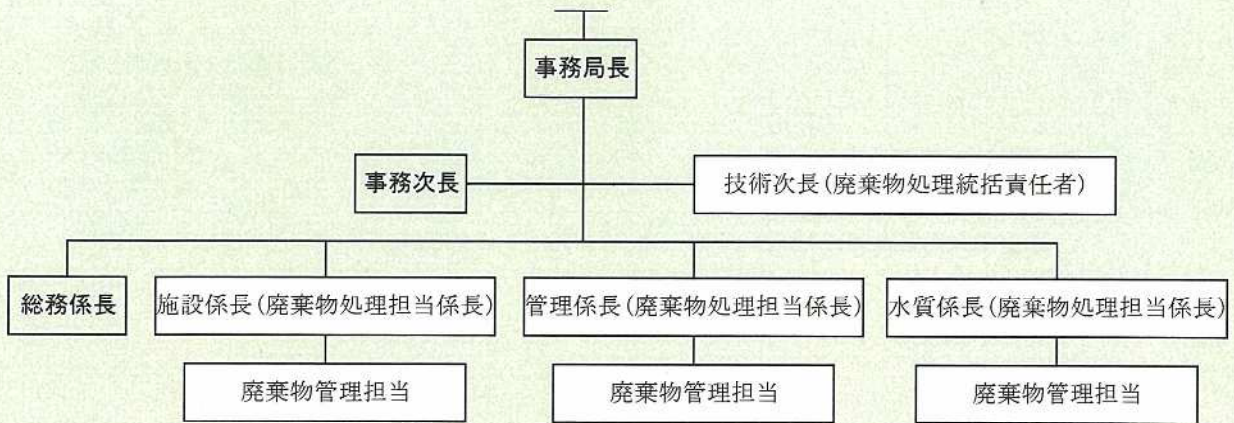 事務局長
事務次長
技術次長(廃棄物処理統括責任者)
総務係長
施設係長(廃棄物処理担当係長)
管理係長(廃棄物処理担当係長)
水質係長(廃棄物処理担当係長)
廃棄物管理担当
廃棄物管理担当
廃棄物管理担当